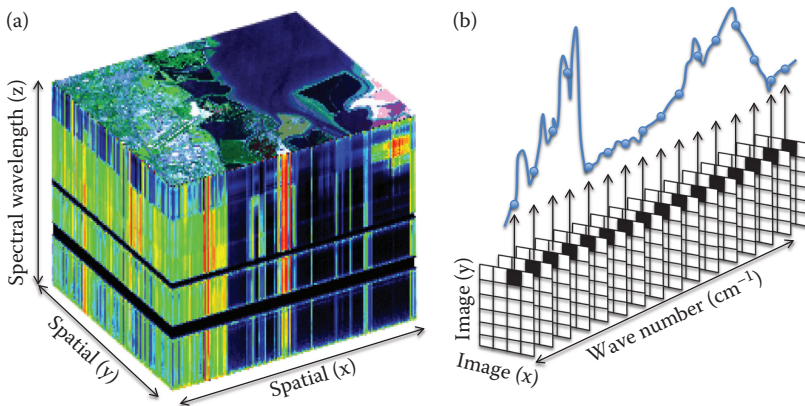 (a)
Spectral wavelength (z)
Spatial (y)
Spatial (x)
(b)
Image (y)
Image (x)
Wave number (cm⁻¹)